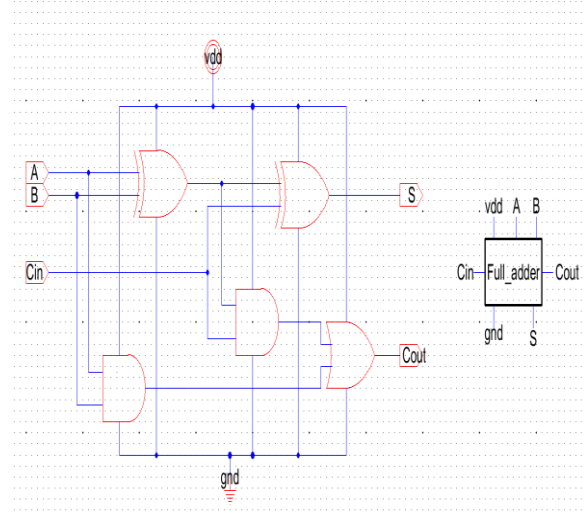 vdd
A
B
S
vdd A B
Cin
Cin Full_adder Cout
gnd S
Cout
gnd